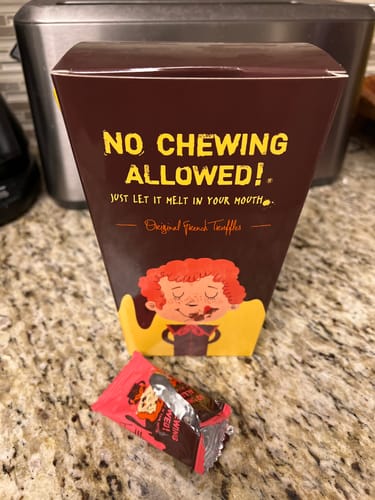 NO CHEWING
ALLOWED!®
JUST LET IT MELT IN YOUR MOUTH.
Original French Truffles